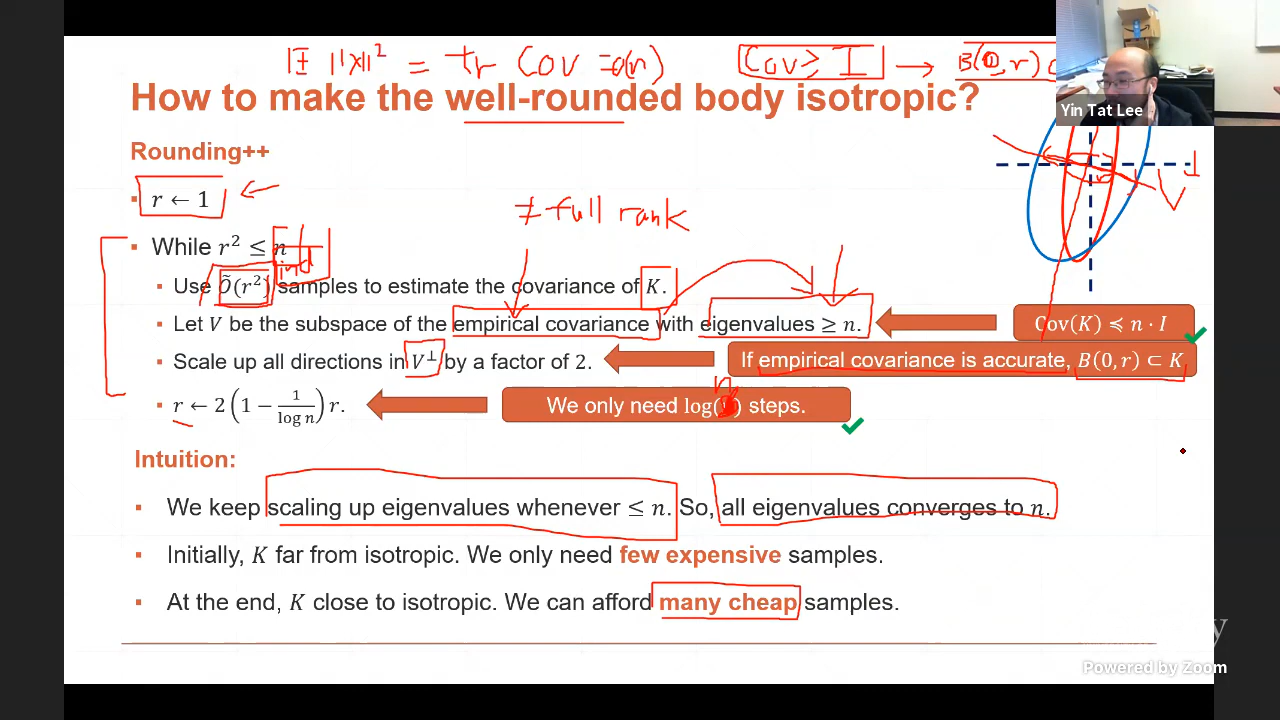 𝔼 ||x||² = tr Cov = O(n)
Cov ≥ I → B(0, r)
How to make the well-rounded body isotropic?
Yin Tat Lee
Rounding++
r ← 1
≠ full rank
V⊥
While r² ≤ n
Use Õ(r²) samples to estimate the covariance of K.
Let V be the subspace of the empirical covariance with eigenvalues ≥ n.
Cov(K) ≼ n · I
Scale up all directions in V⊥ by a factor of 2.
If empirical covariance is accurate, B(0, r) ⊂ K
r ← 2(1 − 1/log n) r.
We only need log(n) steps.
Intuition:
We keep scaling up eigenvalues whenever ≤ n. So, all eigenvalues converges to n.
Initially, K far from isotropic. We only need few expensive samples.
At the end, K close to isotropic. We can afford many cheap samples.
Powered by Zoom